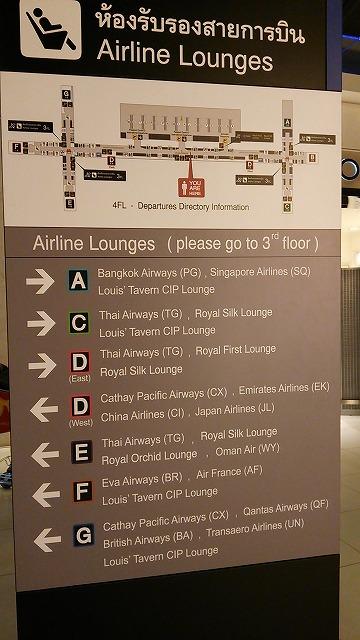 ห้องรับรองสายการบิน
Airline Lounges
G
A
F
D
D
B
E
C
YOU ARE HERE
4FL - Departures Directory Information
Airline Lounges ( please go to 3rd floor )
→ A Bangkok Airways (PG) , Singapore Airlines (SQ)
Louis' Tavern CIP Lounge
→ C Thai Airways (TG) , Royal Silk Lounge
Louis' Tavern CIP Lounge
→ D (East) Thai Airways (TG) , Royal First Lounge
Royal Silk Lounge
← D (West) Cathay Pacific Airways (CX) , Emirates Airlines (EK)
China Airlines (CI) , Japan Airlines (JL)
← E Thai Airways (TG) , Royal Silk Lounge
Royal Orchid Lounge , Oman Air (WY)
← F Eva Airways (BR) , Air France (AF)
Louis' Tavern CIP Lounge
← G Cathay Pacific Airways (CX) , Qantas Airways (QF)
British Airways (BA) , Transaero Airlines (UN)
Louis' Tavern CIP Lounge